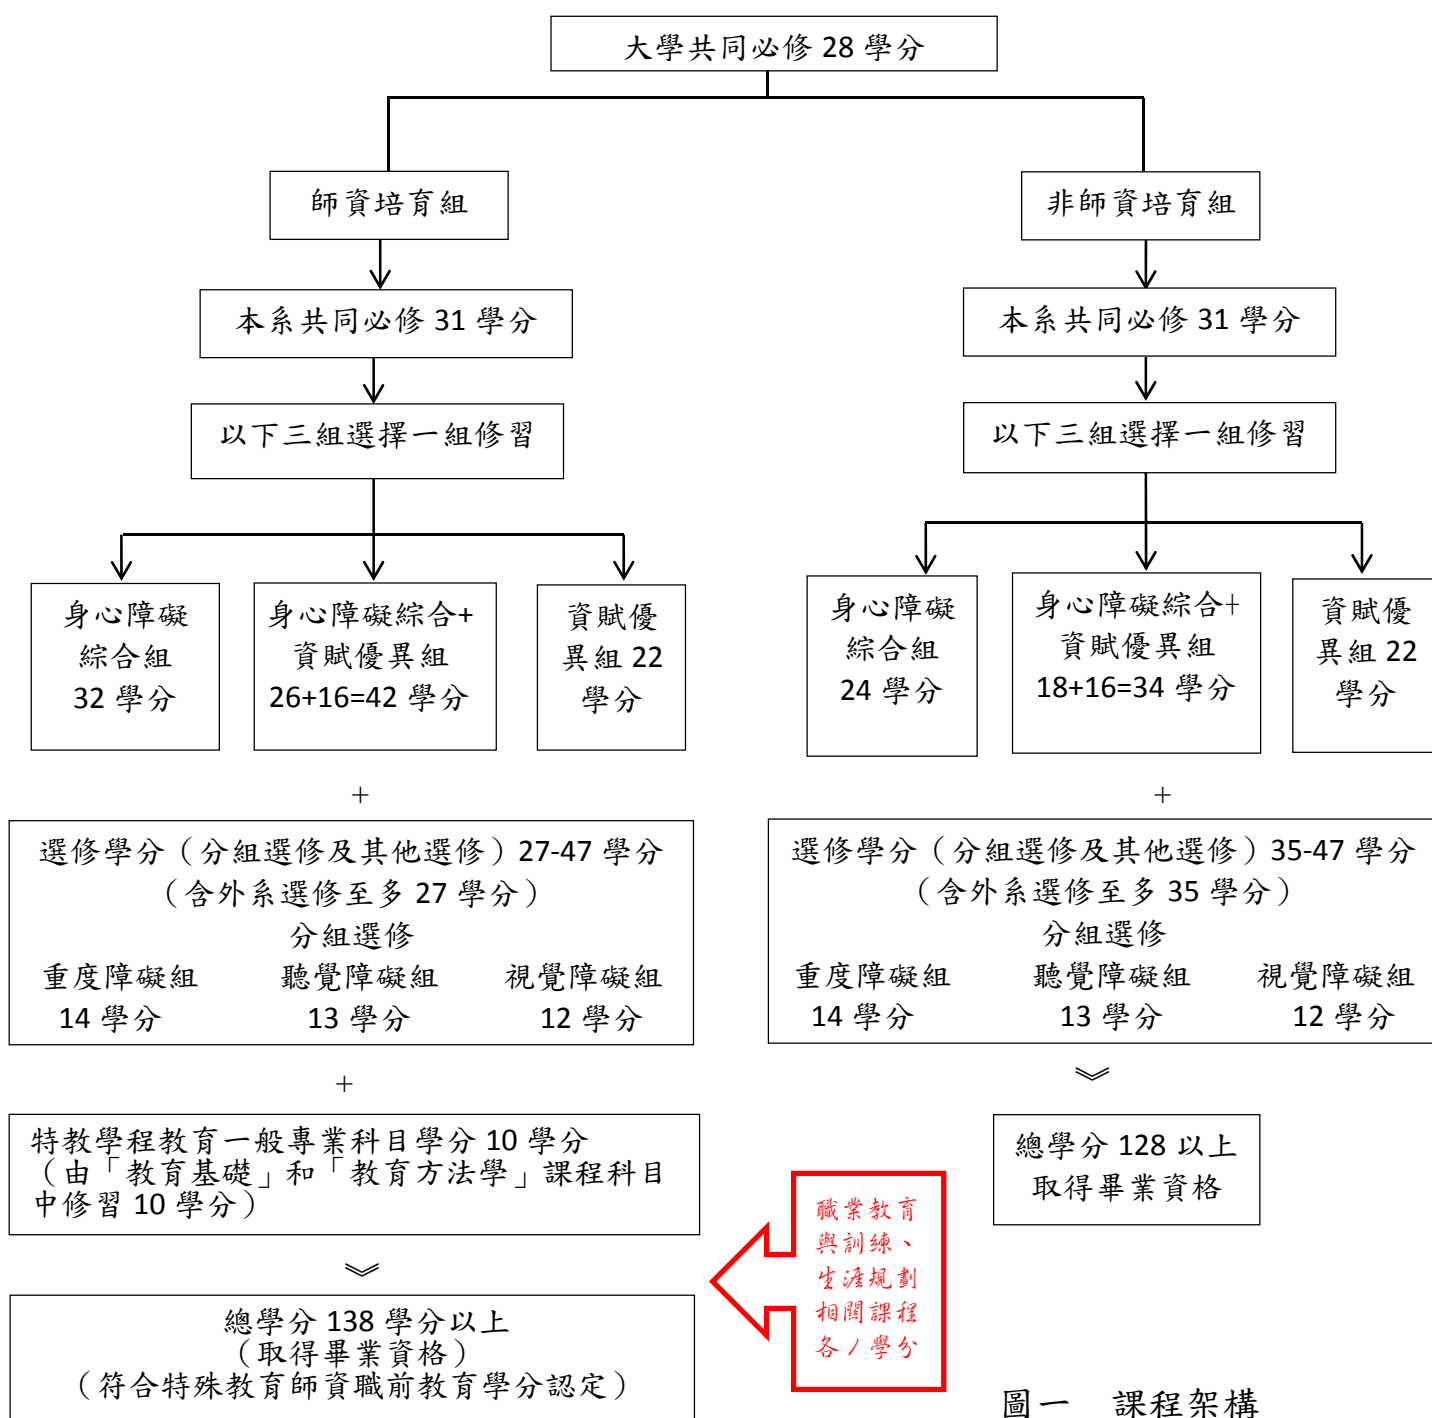 大學共同必修 28 學分
師資培育組
非師資培育組
本系共同必修 31 學分
本系共同必修 31 學分
以下三組選擇一組修習
以下三組選擇一組修習
身心障礙
綜合組
32 學分
身心障礙綜合+
資賦優異組
26+16=42 學分
資賦優
異組 22
學分
身心障礙
綜合組
24 學分
身心障礙綜合+
資賦優異組
18+16=34 學分
資賦優
異組 22
學分
+
+
選修學分（分組選修及其他選修）27-47 學分
（含外系選修至多 27 學分）
分組選修
重度障礙組 聽覺障礙組 視覺障礙組
14 學分 13 學分 12 學分
選修學分（分組選修及其他選修）35-47 學分
（含外系選修至多 35 學分）
分組選修
重度障礙組 聽覺障礙組 視覺障礙組
14 學分 13 學分 12 學分
+
特教學程教育一般專業科目學分 10 學分
（由「教育基礎」和「教育方法學」課程科目
中修習 10 學分）
總學分 128 以上
取得畢業資格
職業教育
與訓練、
生涯規劃
相關課程
各 1 學分
總學分 138 學分以上
（取得畢業資格）
（符合特殊教育師資職前教育學分認定）
圖一 課程架構